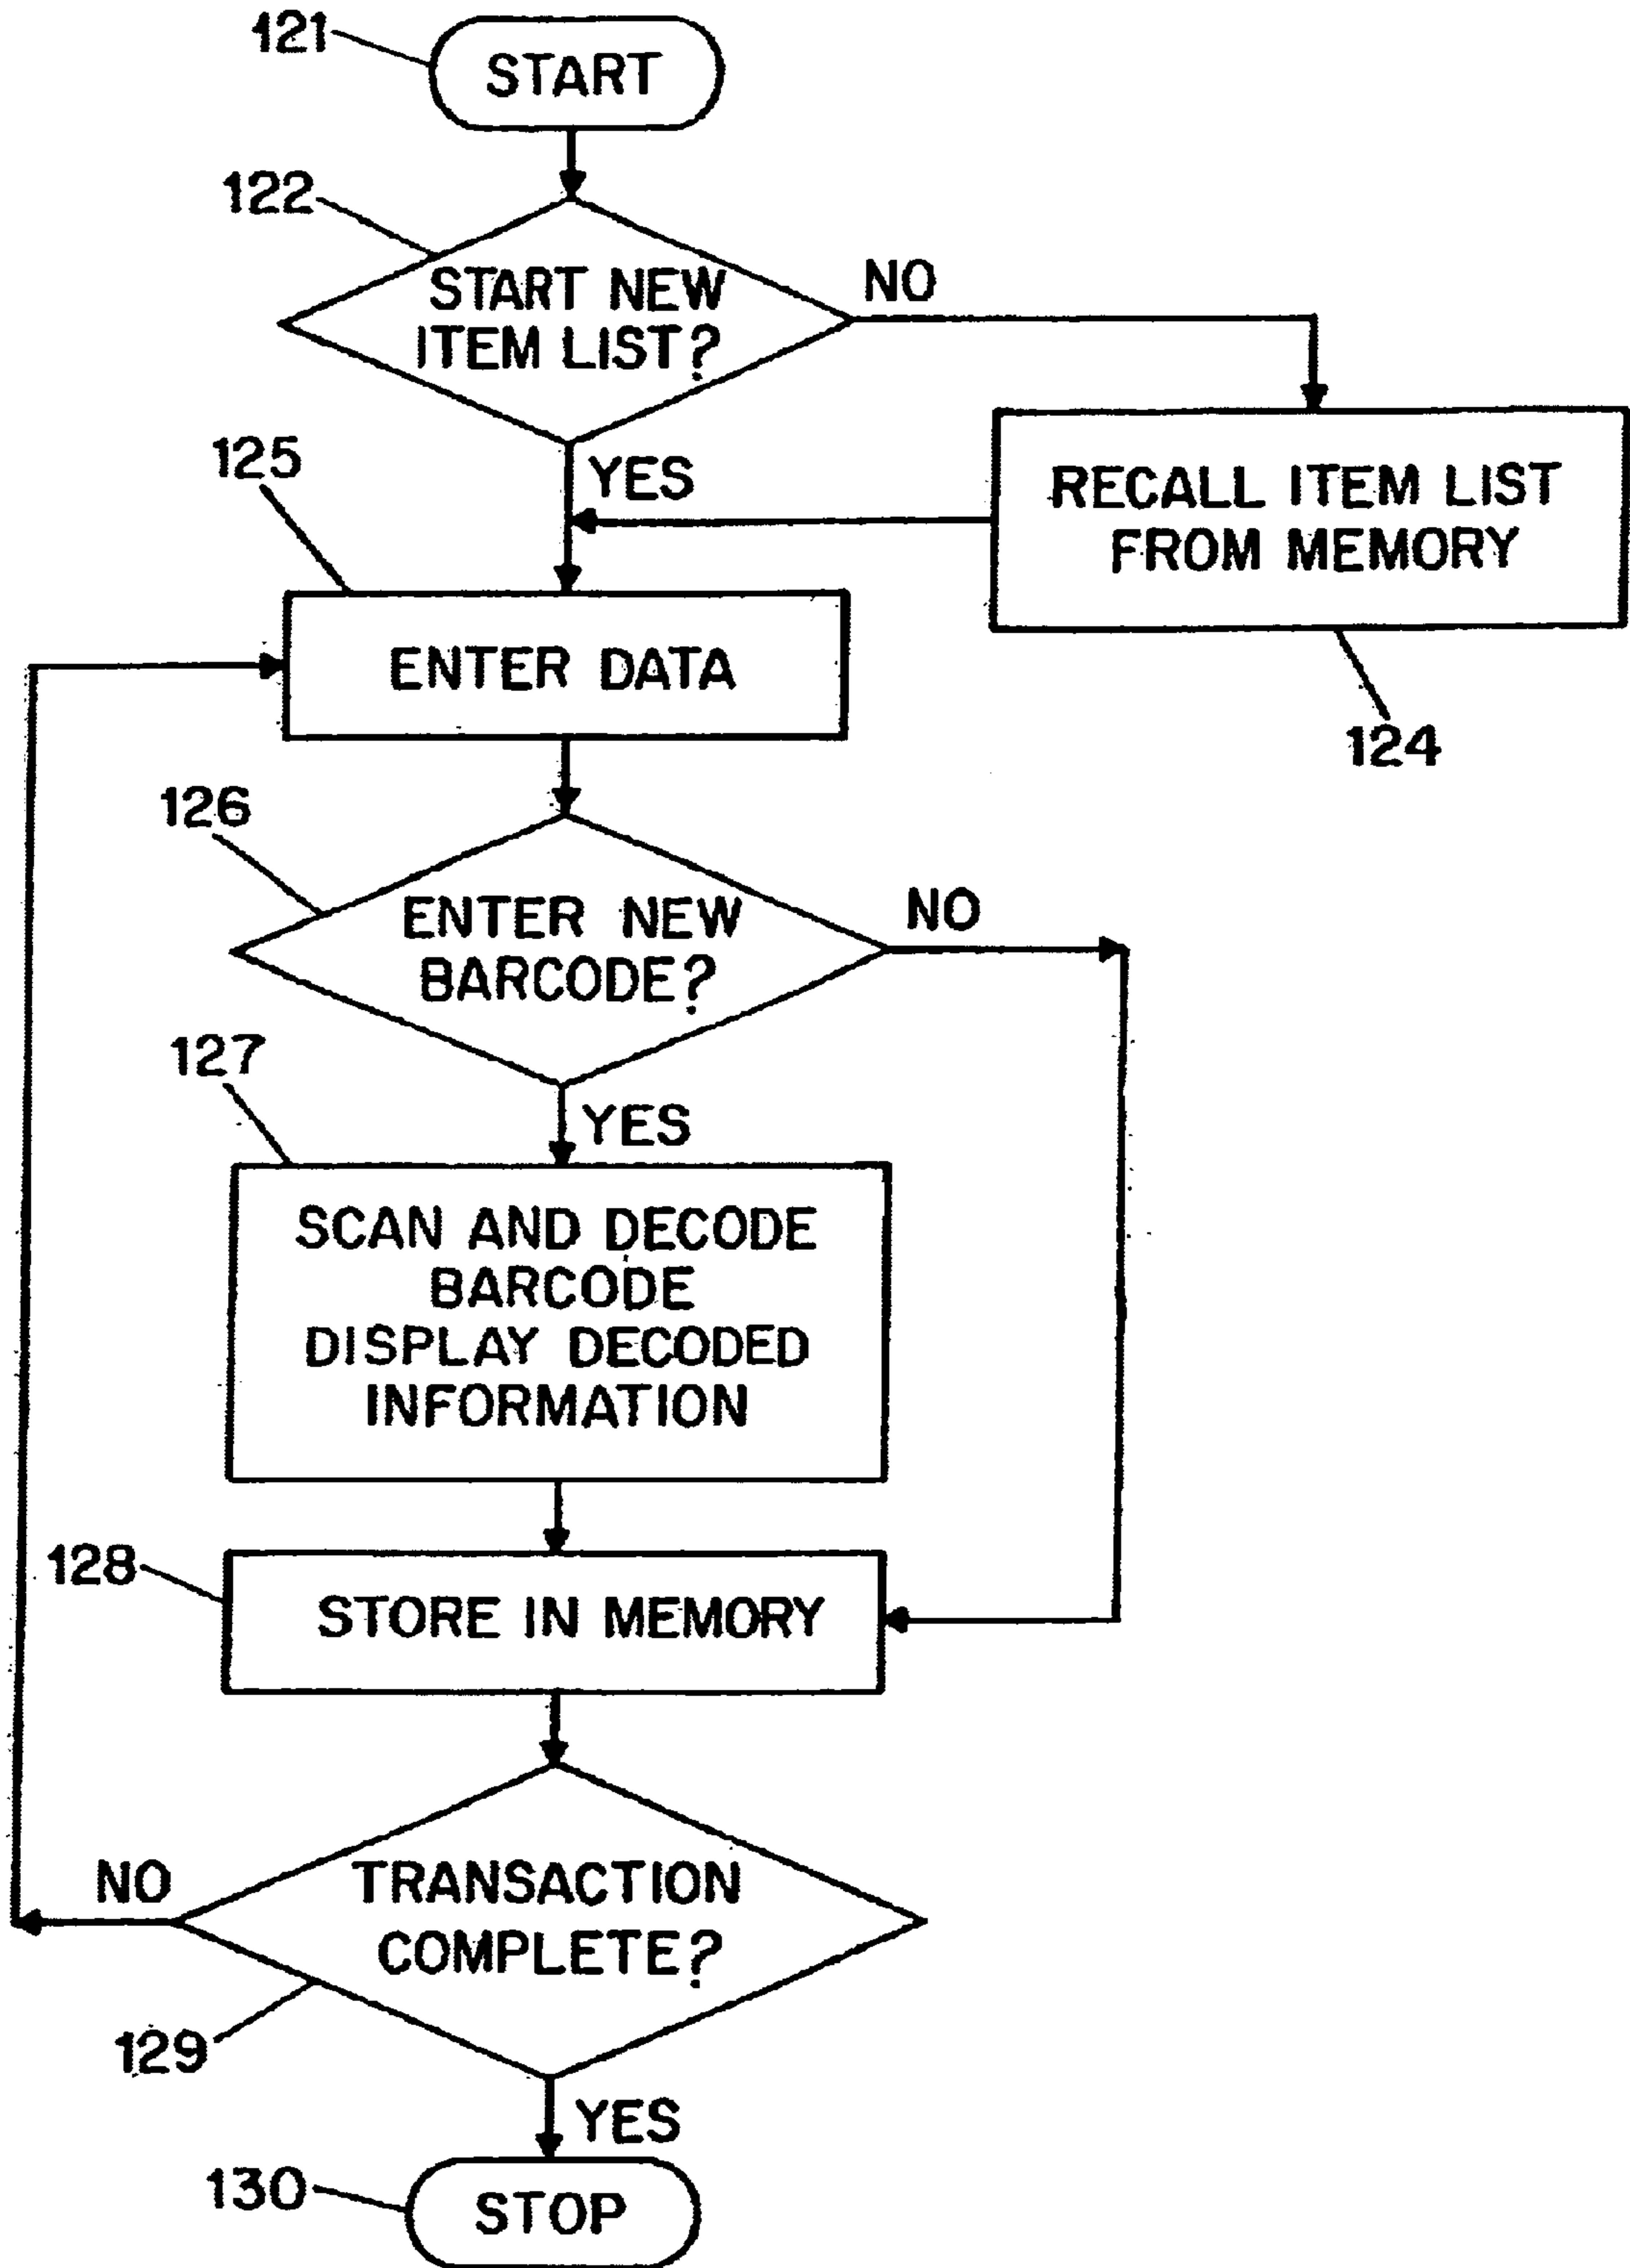 121
START
122
START NEW
ITEM LIST?
NO
125
YES
RECALL ITEM LIST
FROM MEMORY
ENTER DATA
124
126
ENTER NEW
BARCODE?
NO
127
YES
SCAN AND DECODE
BARCODE
DISPLAY DECODED
INFORMATION
128
STORE IN MEMORY
NO
TRANSACTION
COMPLETE?
129
YES
130
STOP